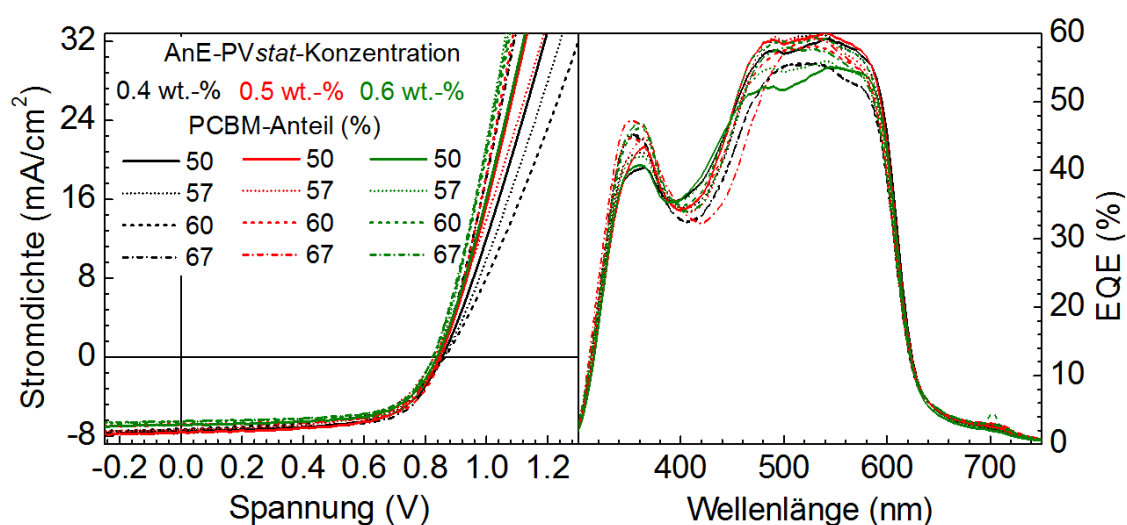 32
24
16
8
0
-8
Stromdichte (mA/cm²)
AnE-PVstat-Konzentration
0.4 wt.-% 0.5 wt.-% 0.6 wt.-%
PCBM-Anteil (%)
50 50 50
57 57 57
60 60 60
67 67 67
-0.2 0.0 0.2 0.4 0.6 0.8 1.0 1.2
Spannung (V)
400 500 600 700
Wellenlänge (nm)
60
50
40
30
20
10
0
EQE (%)